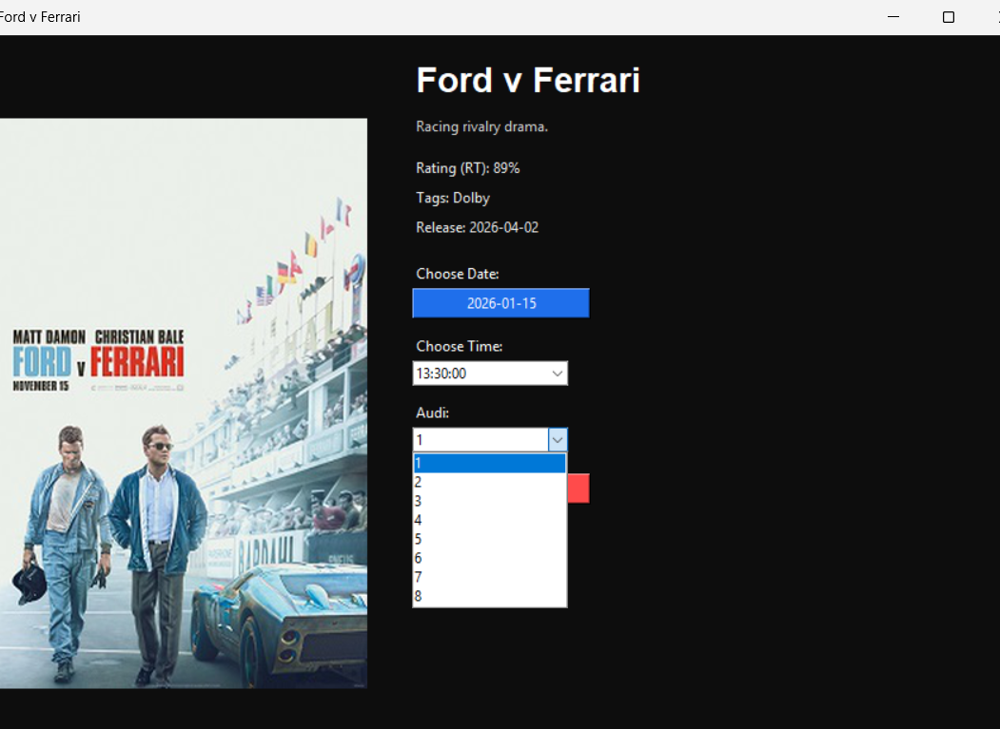 Ford v Ferrari
Ford v Ferrari
Racing rivalry drama.
Rating (RT): 89%
Tags: Dolby
Release: 2026-04-02
Choose Date:
2026-01-15
Choose Time:
13:30:00
Audi:
1
1
2
3
4
5
6
7
8
MATT DAMON CHRISTIAN BALE
FORD v FERRARI
NOVEMBER 15
BARDAHL